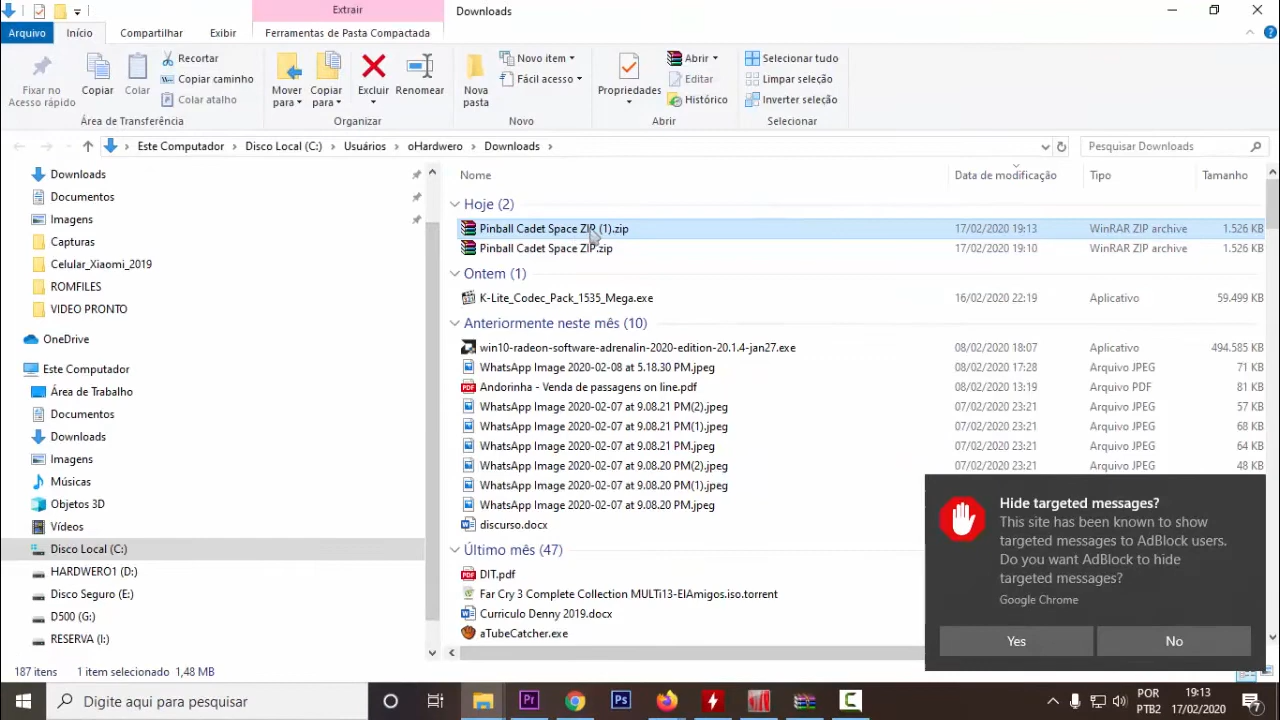 Extrair
Downloads
Arquivo
Início
Compartilhar
Exibir
Ferramentas de Pasta Compactada
Fixar no
Acesso rápido
Copiar
Colar
Recortar
Copiar caminho
Colar atalho
Mover
para
Copiar
para
Excluir
Renomear
Nova
pasta
Novo item
Fácil acesso
Propriedades
Abrir
Editar
Histórico
Selecionar tudo
Limpar seleção
Inverter seleção
Área de Transferência
Organizar
Novo
Abrir
Selecionar
Este Computador
Disco Local (C:)
Usuários
oHardwero
Downloads
Pesquisar Downloads
Downloads
Documentos
Imagens
Capturas
Celular_Xiaomi_2019
ROMFILES
VIDEO PRONTO
OneDrive
Este Computador
Área de Trabalho
Documentos
Downloads
Imagens
Músicas
Objetos 3D
Vídeos
Disco Local (C:)
HARDWERO1 (D:)
Disco Seguro (E:)
D500 (G:)
RESERVA (I:)
Nome Data de modificação Tipo Tamanho
Hoje (2)
Pinball Cadet Space ZIP (1).zip 17/02/2020 19:13 WinRAR ZIP archive 1.526 KB
Pinball Cadet Space ZIP.zip 17/02/2020 19:10 WinRAR ZIP archive 1.526 KB
Ontem (1)
K-Lite_Codec_Pack_1535_Mega.exe 16/02/2020 22:19 Aplicativo 59.499 KB
Anteriormente neste mês (10)
win10-radeon-software-adrenalin-2020-edition-20.1.4-jan27.exe 08/02/2020 18:07 Aplicativo 494.585 KB
WhatsApp Image 2020-02-08 at 5.18.30 PM.jpeg 08/02/2020 17:28 Arquivo JPEG 71 KB
Andorinha - Venda de passagens on line.pdf 08/02/2020 13:19 Arquivo PDF 81 KB
WhatsApp Image 2020-02-07 at 9.08.21 PM(2).jpeg 07/02/2020 23:21 Arquivo JPEG 57 KB
WhatsApp Image 2020-02-07 at 9.08.21 PM(1).jpeg 07/02/2020 23:21 Arquivo JPEG 68 KB
WhatsApp Image 2020-02-07 at 9.08.21 PM.jpeg 07/02/2020 23:21 Arquivo JPEG 64 KB
WhatsApp Image 2020-02-07 at 9.08.20 PM(2).jpeg 07/02/2020 23:21 Arquivo JPEG 48 KB
WhatsApp Image 2020-02-07 at 9.08.20 PM(1).jpeg
WhatsApp Image 2020-02-07 at 9.08.20 PM.jpeg
discurso.docx
Último mês (47)
DIT.pdf
Far Cry 3 Complete Collection MULTi13-ElAmigos.iso.torrent
Curriculo Denny 2019.docx
aTubeCatcher.exe
Hide targeted messages?
This site has been known to show
targeted messages to AdBlock users.
Do you want AdBlock to hide
targeted messages?
Google Chrome
Yes
No
187 itens 1 item selecionado 1,48 MB
Digite aqui para pesquisar
Pr
Ps
POR
PTB2
19:13
17/02/2020
7